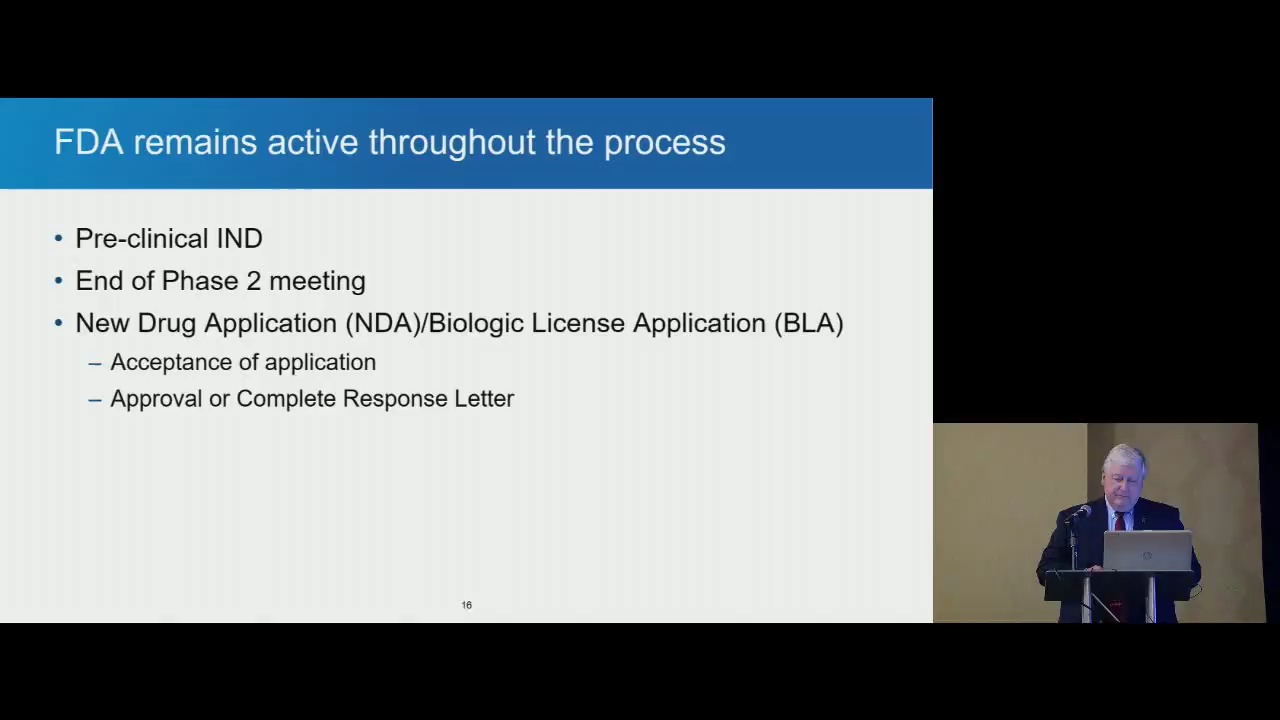 FDA remains active throughout the process
• Pre-clinical IND
• End of Phase 2 meeting
• New Drug Application (NDA)/Biologic License Application (BLA)
– Acceptance of application
– Approval or Complete Response Letter
16